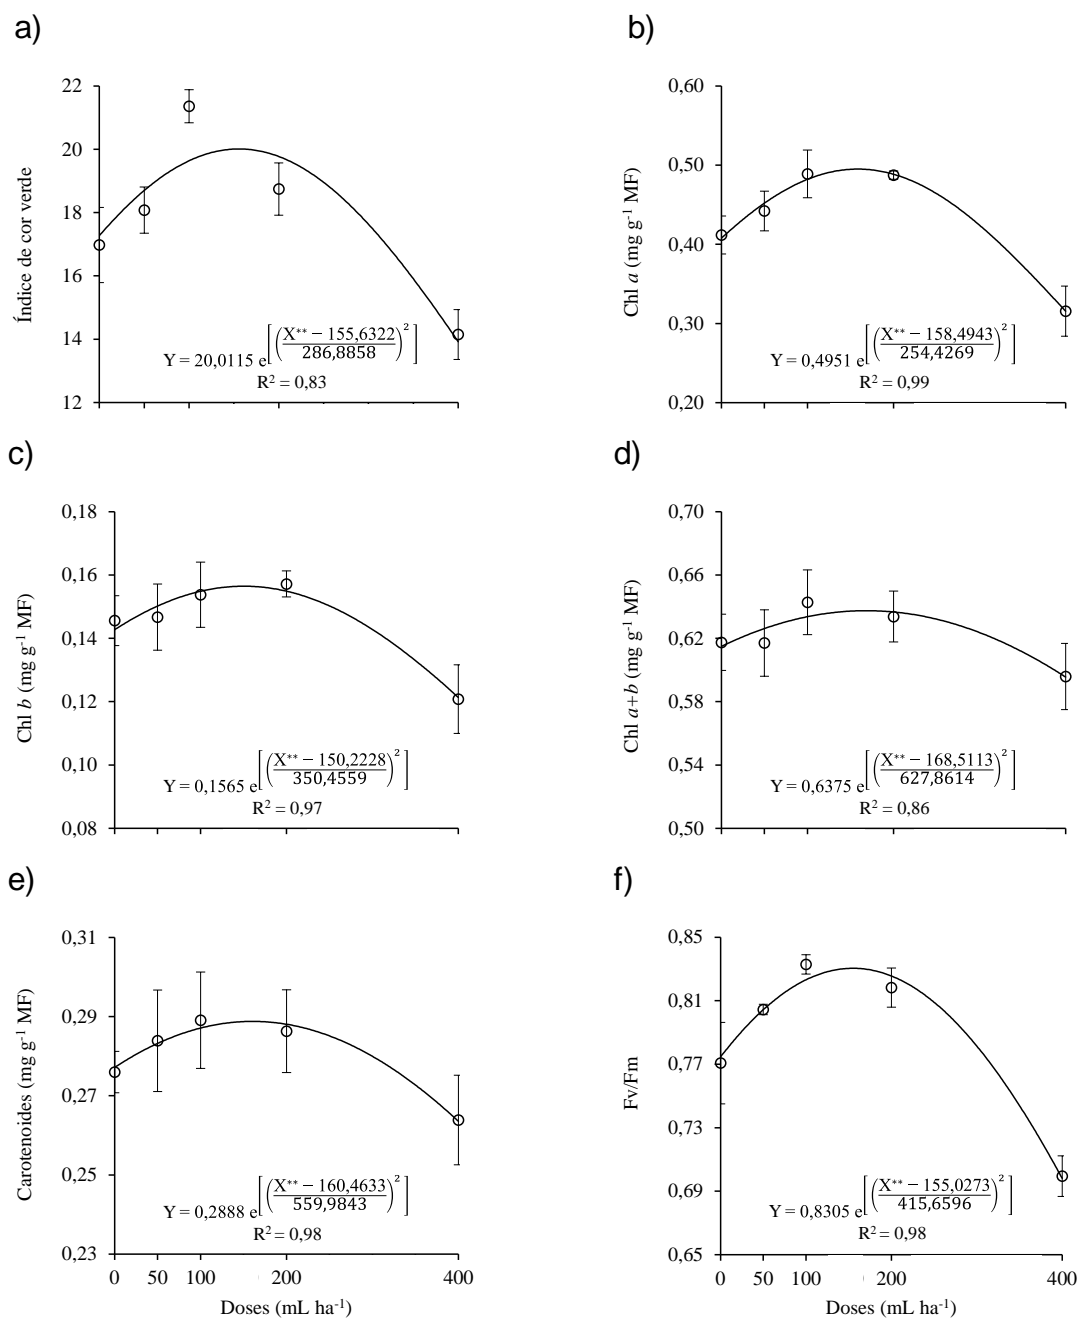 a)
22
20
18
16
14
12
Índice de cor verde
Y = 20,0115 e[((X** − 155,6322)/286,8858)²]
R² = 0,83
b)
0,60
0,50
0,40
0,30
0,20
Chl a (mg g⁻¹ MF)
Y = 0,4951 e[((X** − 158,4943)/254,4269)²]
R² = 0,99
c)
0,18
0,16
0,14
0,12
0,10
0,08
Chl b (mg g⁻¹ MF)
Y = 0,1565 e[((X** − 150,2228)/350,4559)²]
R² = 0,97
d)
0,70
0,66
0,62
0,58
0,54
0,50
Chl a+b (mg g⁻¹ MF)
Y = 0,6375 e[((X** − 168,5113)/627,8614)²]
R² = 0,86
e)
0,31
0,29
0,27
0,25
0,23
Carotenoides (mg g⁻¹ MF)
Y = 0,2888 e[((X** − 160,4633)/559,9843)²]
R² = 0,98
0 50 100 200 400
Doses (mL ha⁻¹)
f)
0,85
0,81
0,77
0,73
0,69
0,65
Fv/Fm
Y = 0,8305 e[((X** − 155,0273)/415,6596)²]
R² = 0,98
0 50 100 200 400
Doses (mL ha⁻¹)